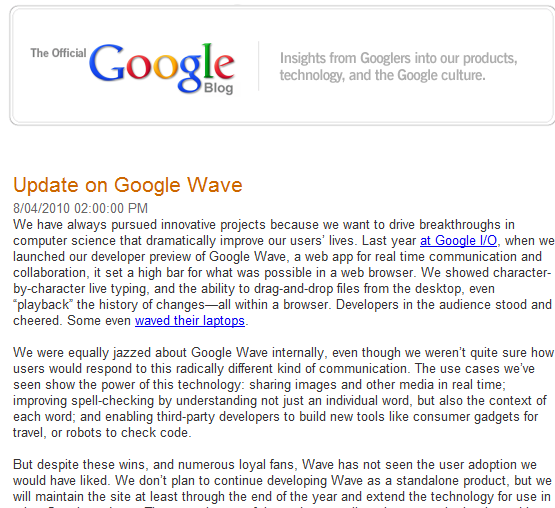 The Official
Google
Blog
Insights from Googlers into our products,
technology, and the Google culture.
Update on Google Wave
8/04/2010 02:00:00 PM
We have always pursued innovative projects because we want to drive breakthroughs in
computer science that dramatically improve our users’ lives. Last year at Google I/O, when we
launched our developer preview of Google Wave, a web app for real time communication and
collaboration, it set a high bar for what was possible in a web browser. We showed character-
by-character live typing, and the ability to drag-and-drop files from the desktop, even
“playback” the history of changes—all within a browser. Developers in the audience stood and
cheered. Some even waved their laptops.
We were equally jazzed about Google Wave internally, even though we weren’t quite sure how
users would respond to this radically different kind of communication. The use cases we’ve
seen show the power of this technology: sharing images and other media in real time;
improving spell-checking by understanding not just an individual word, but also the context of
each word; and enabling third-party developers to build new tools like consumer gadgets for
travel, or robots to check code.
But despite these wins, and numerous loyal fans, Wave has not seen the user adoption we
would have liked. We don’t plan to continue developing Wave as a standalone product, but we
will maintain the site at least through the end of the year and extend the technology for use in